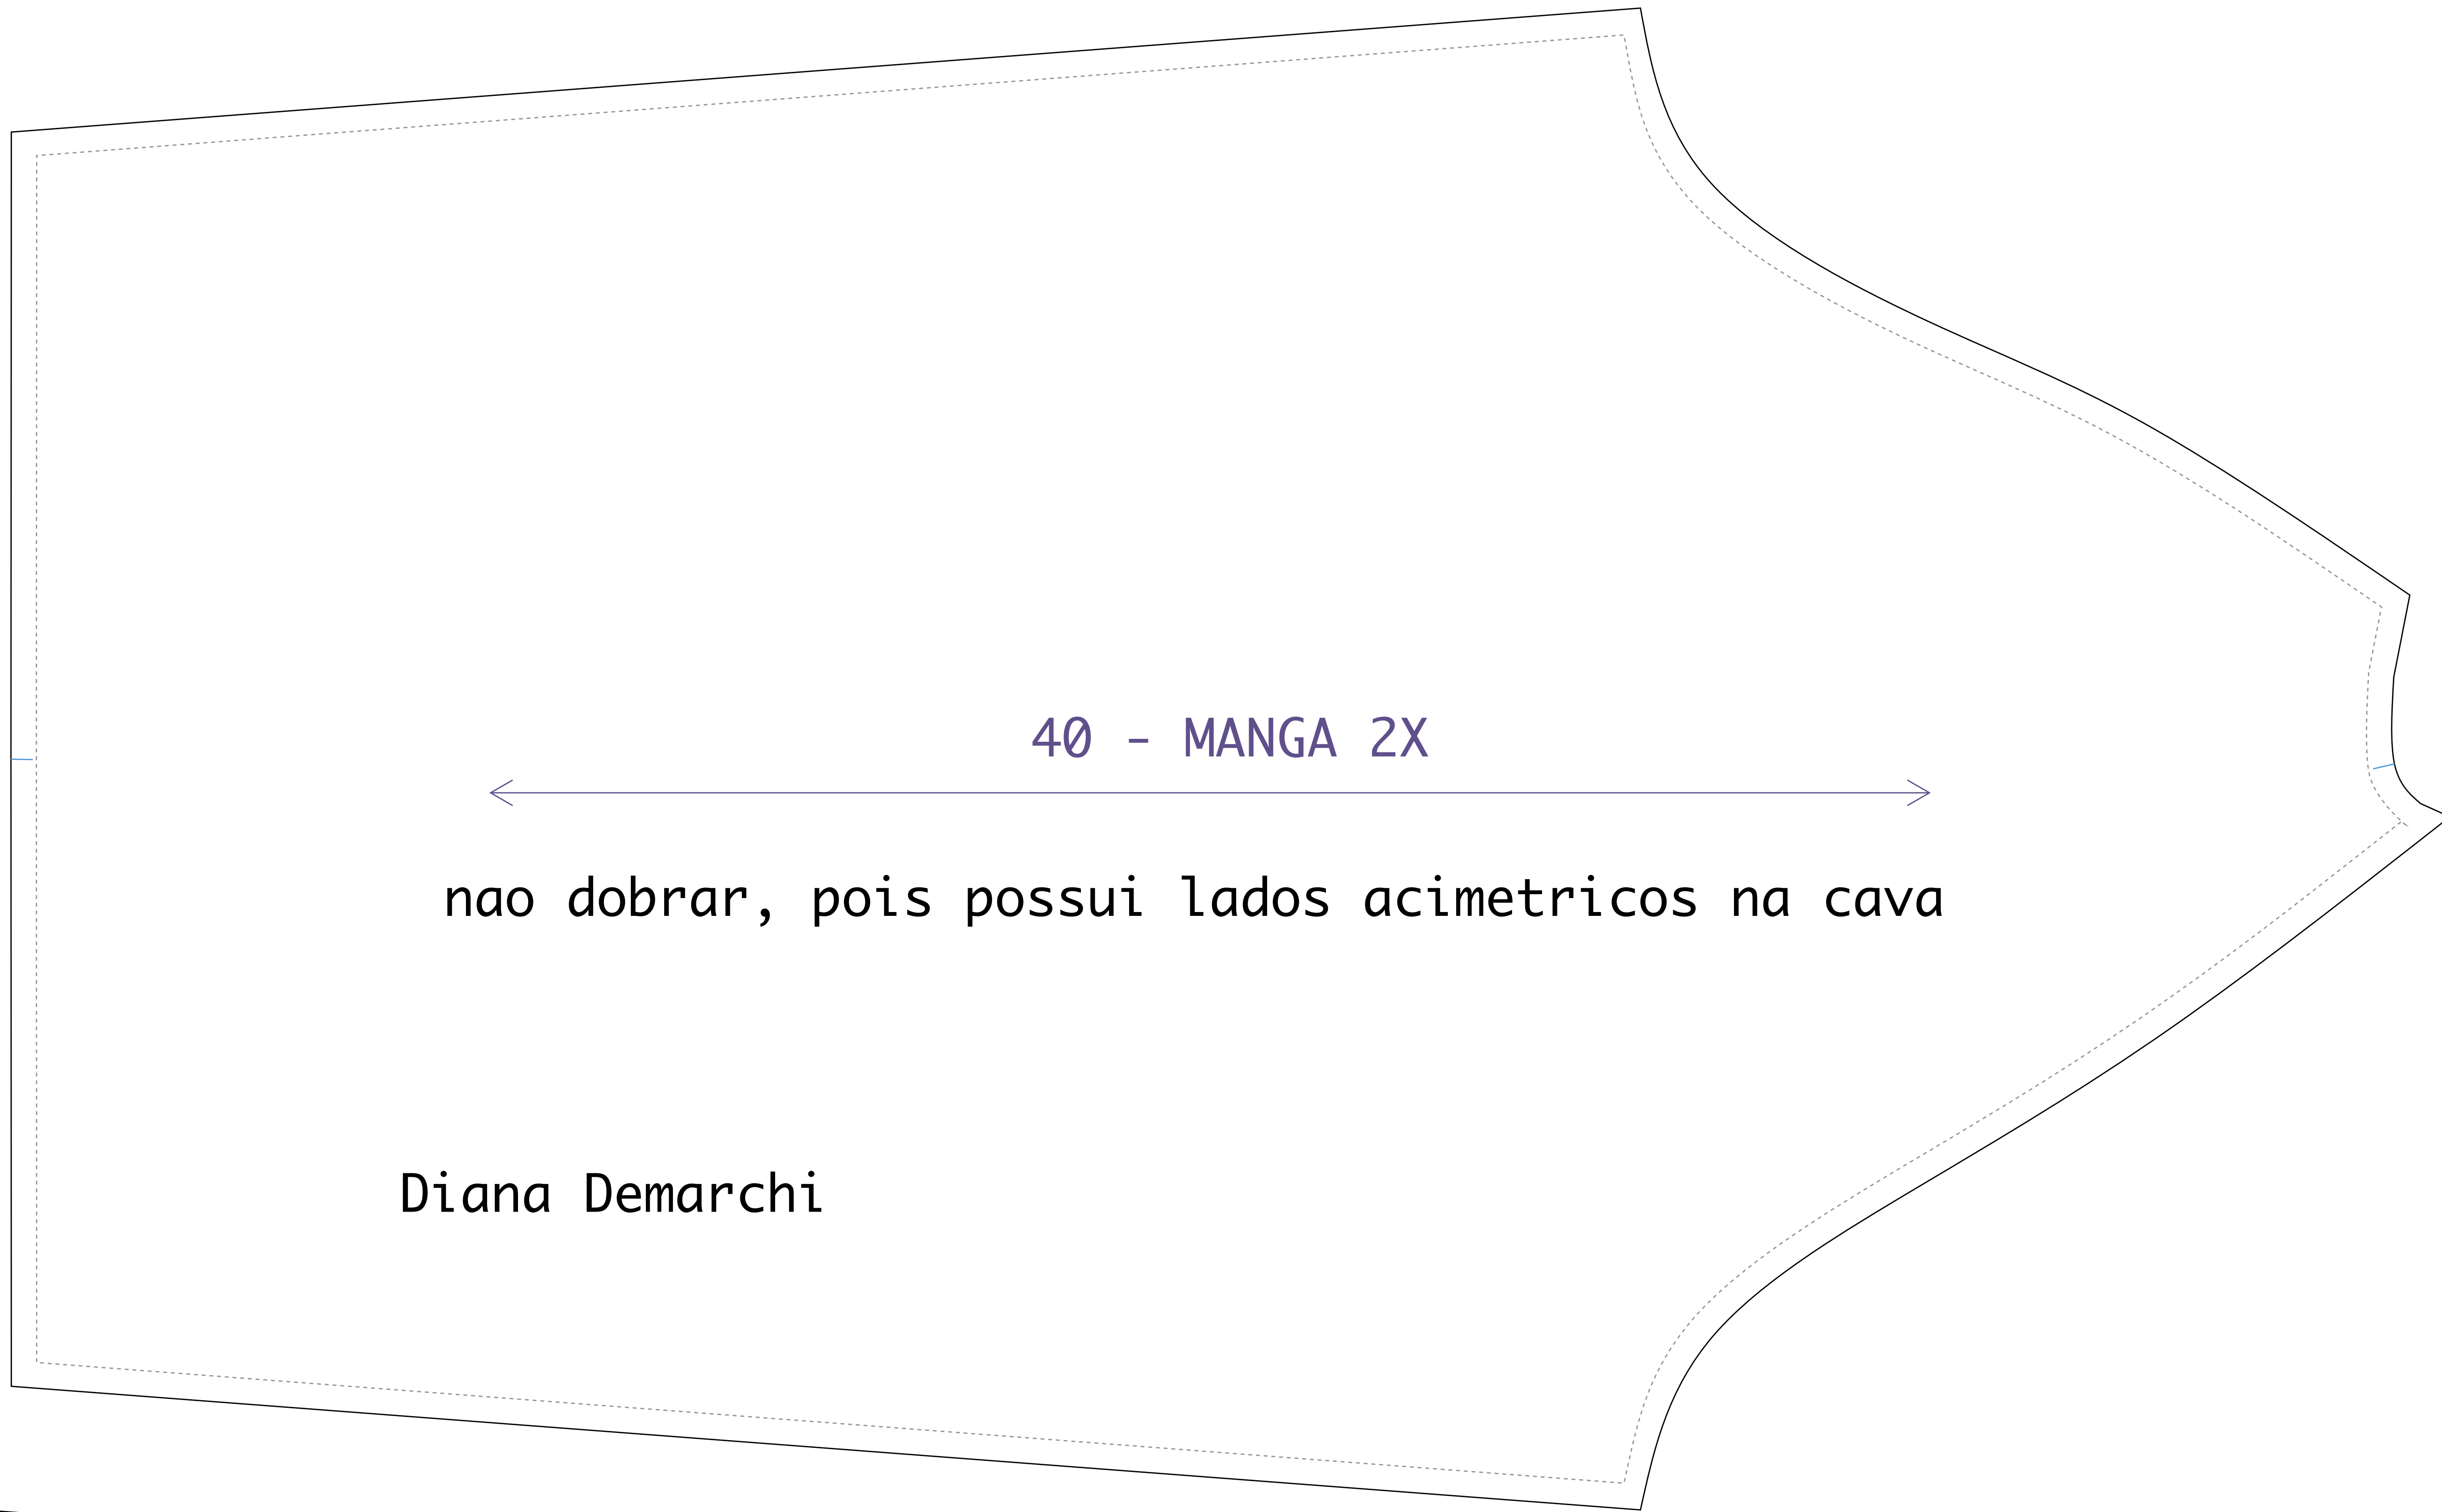 40 - MANGA 2X
nao dobrar, pois possui lados acimetricos na cava
Diana Demarchi